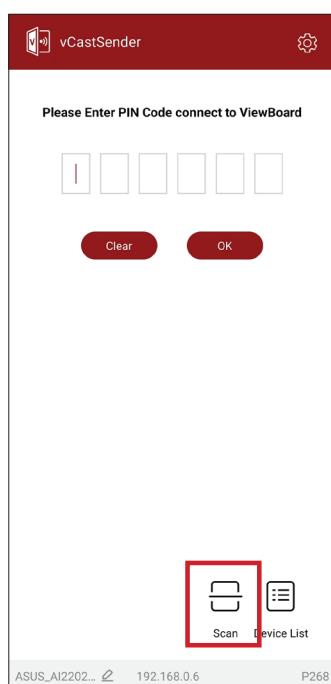 vCastSender
Please Enter PIN Code connect to ViewBoard
Clear OK
Scan Device List
ASUS_AI2202... 192.168.0.6 P268